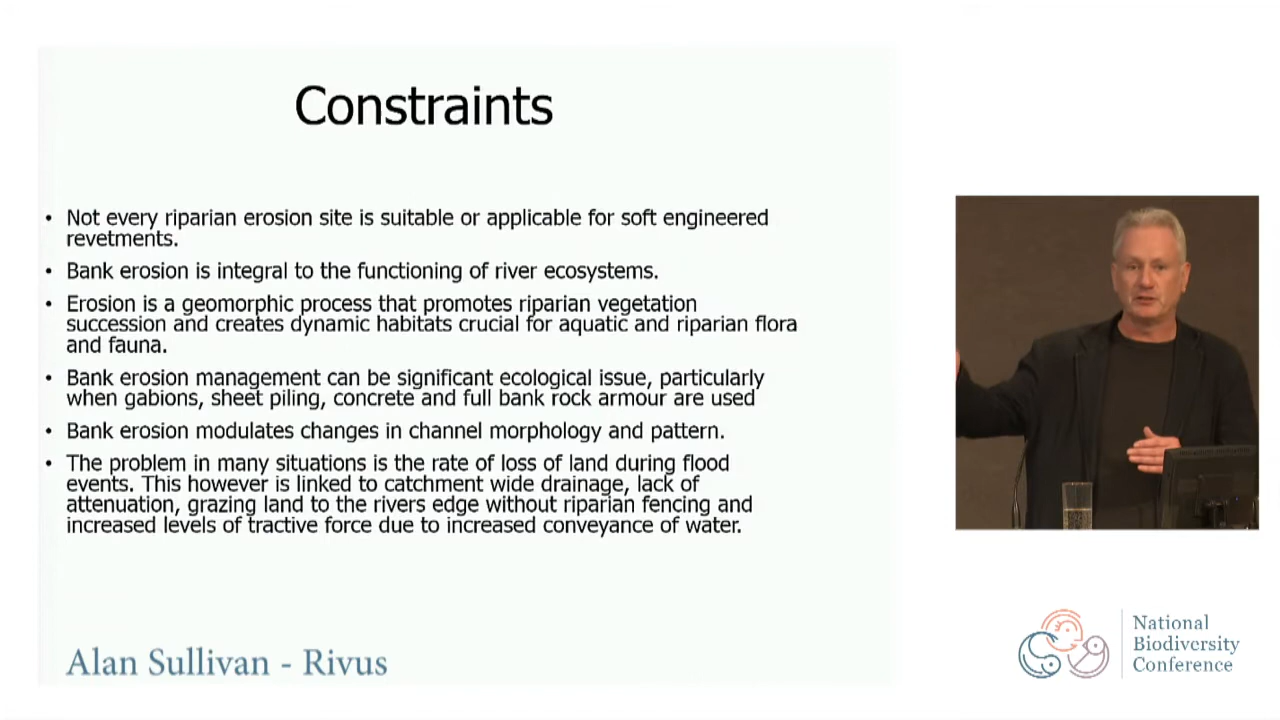 Constraints
• Not every riparian erosion site is suitable or applicable for soft engineered
revetments.
• Bank erosion is integral to the functioning of river ecosystems.
• Erosion is a geomorphic process that promotes riparian vegetation
succession and creates dynamic habitats crucial for aquatic and riparian flora
and fauna.
• Bank erosion management can be significant ecological issue, particularly
when gabions, sheet piling, concrete and full bank rock armour are used
• Bank erosion modulates changes in channel morphology and pattern.
• The problem in many situations is the rate of loss of land during flood
events. This however is linked to catchment wide drainage, lack of
attenuation, grazing land to the rivers edge without riparian fencing and
increased levels of tractive force due to increased conveyance of water.
Alan Sullivan - Rivus
National
Biodiversity
Conference